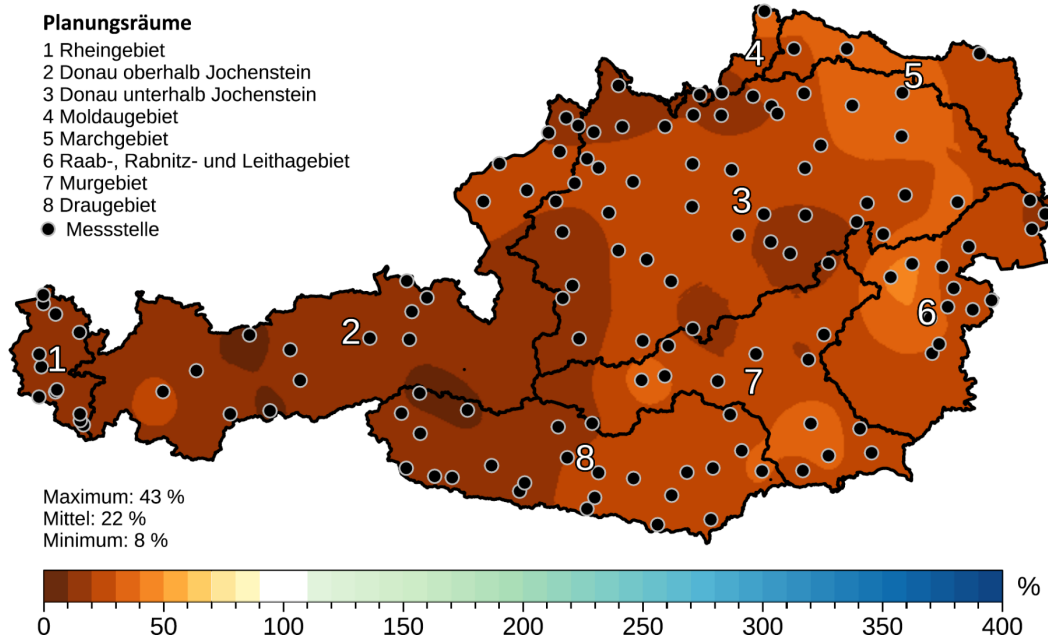 Planungsräume
1 Rheingebiet
2 Donau oberhalb Jochenstein
3 Donau unterhalb Jochenstein
4 Moldaugebiet
5 Marchgebiet
6 Raab-, Rabnitz- und Leithagebiet
7 Murgebiet
8 Draugebiet
Messstelle
4
5
3
6
2
1
7
8
Maximum: 43 %
Mittel: 22 %
Minimum: 8 %
%
0 50 100 150 200 250 300 350 400